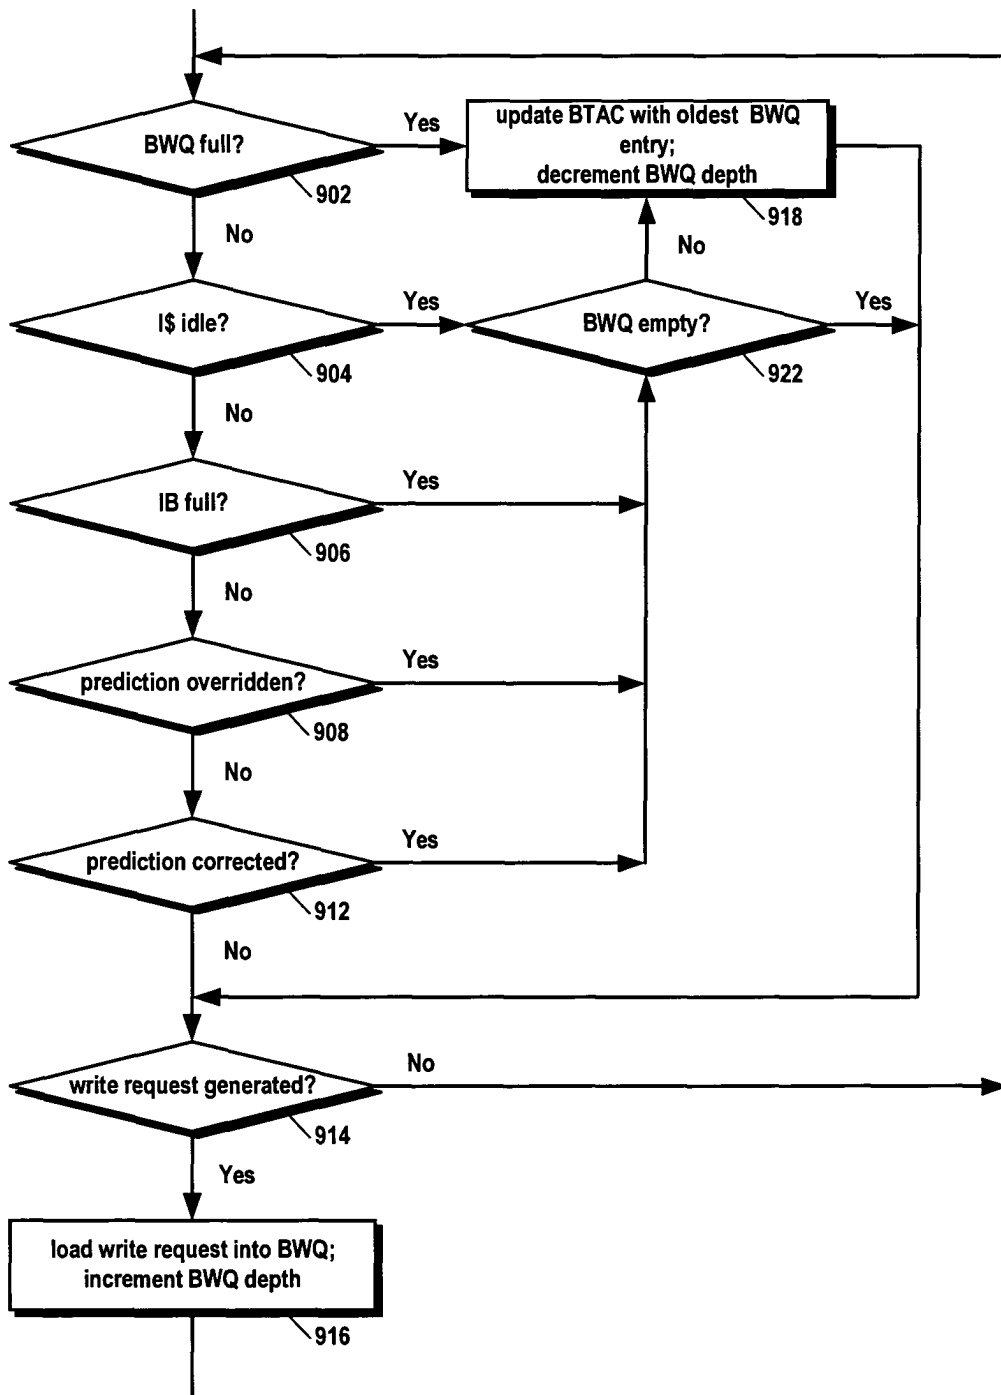 BWQ full?
902
Yes
No
update BTAC with oldest BWQ
entry;
decrement BWQ depth
918
No
I$ idle?
904
Yes
No
BWQ empty?
922
Yes
IB full?
906
Yes
No
prediction overridden?
908
Yes
No
prediction corrected?
912
Yes
No
write request generated?
914
No
Yes
load write request into BWQ;
increment BWQ depth
916